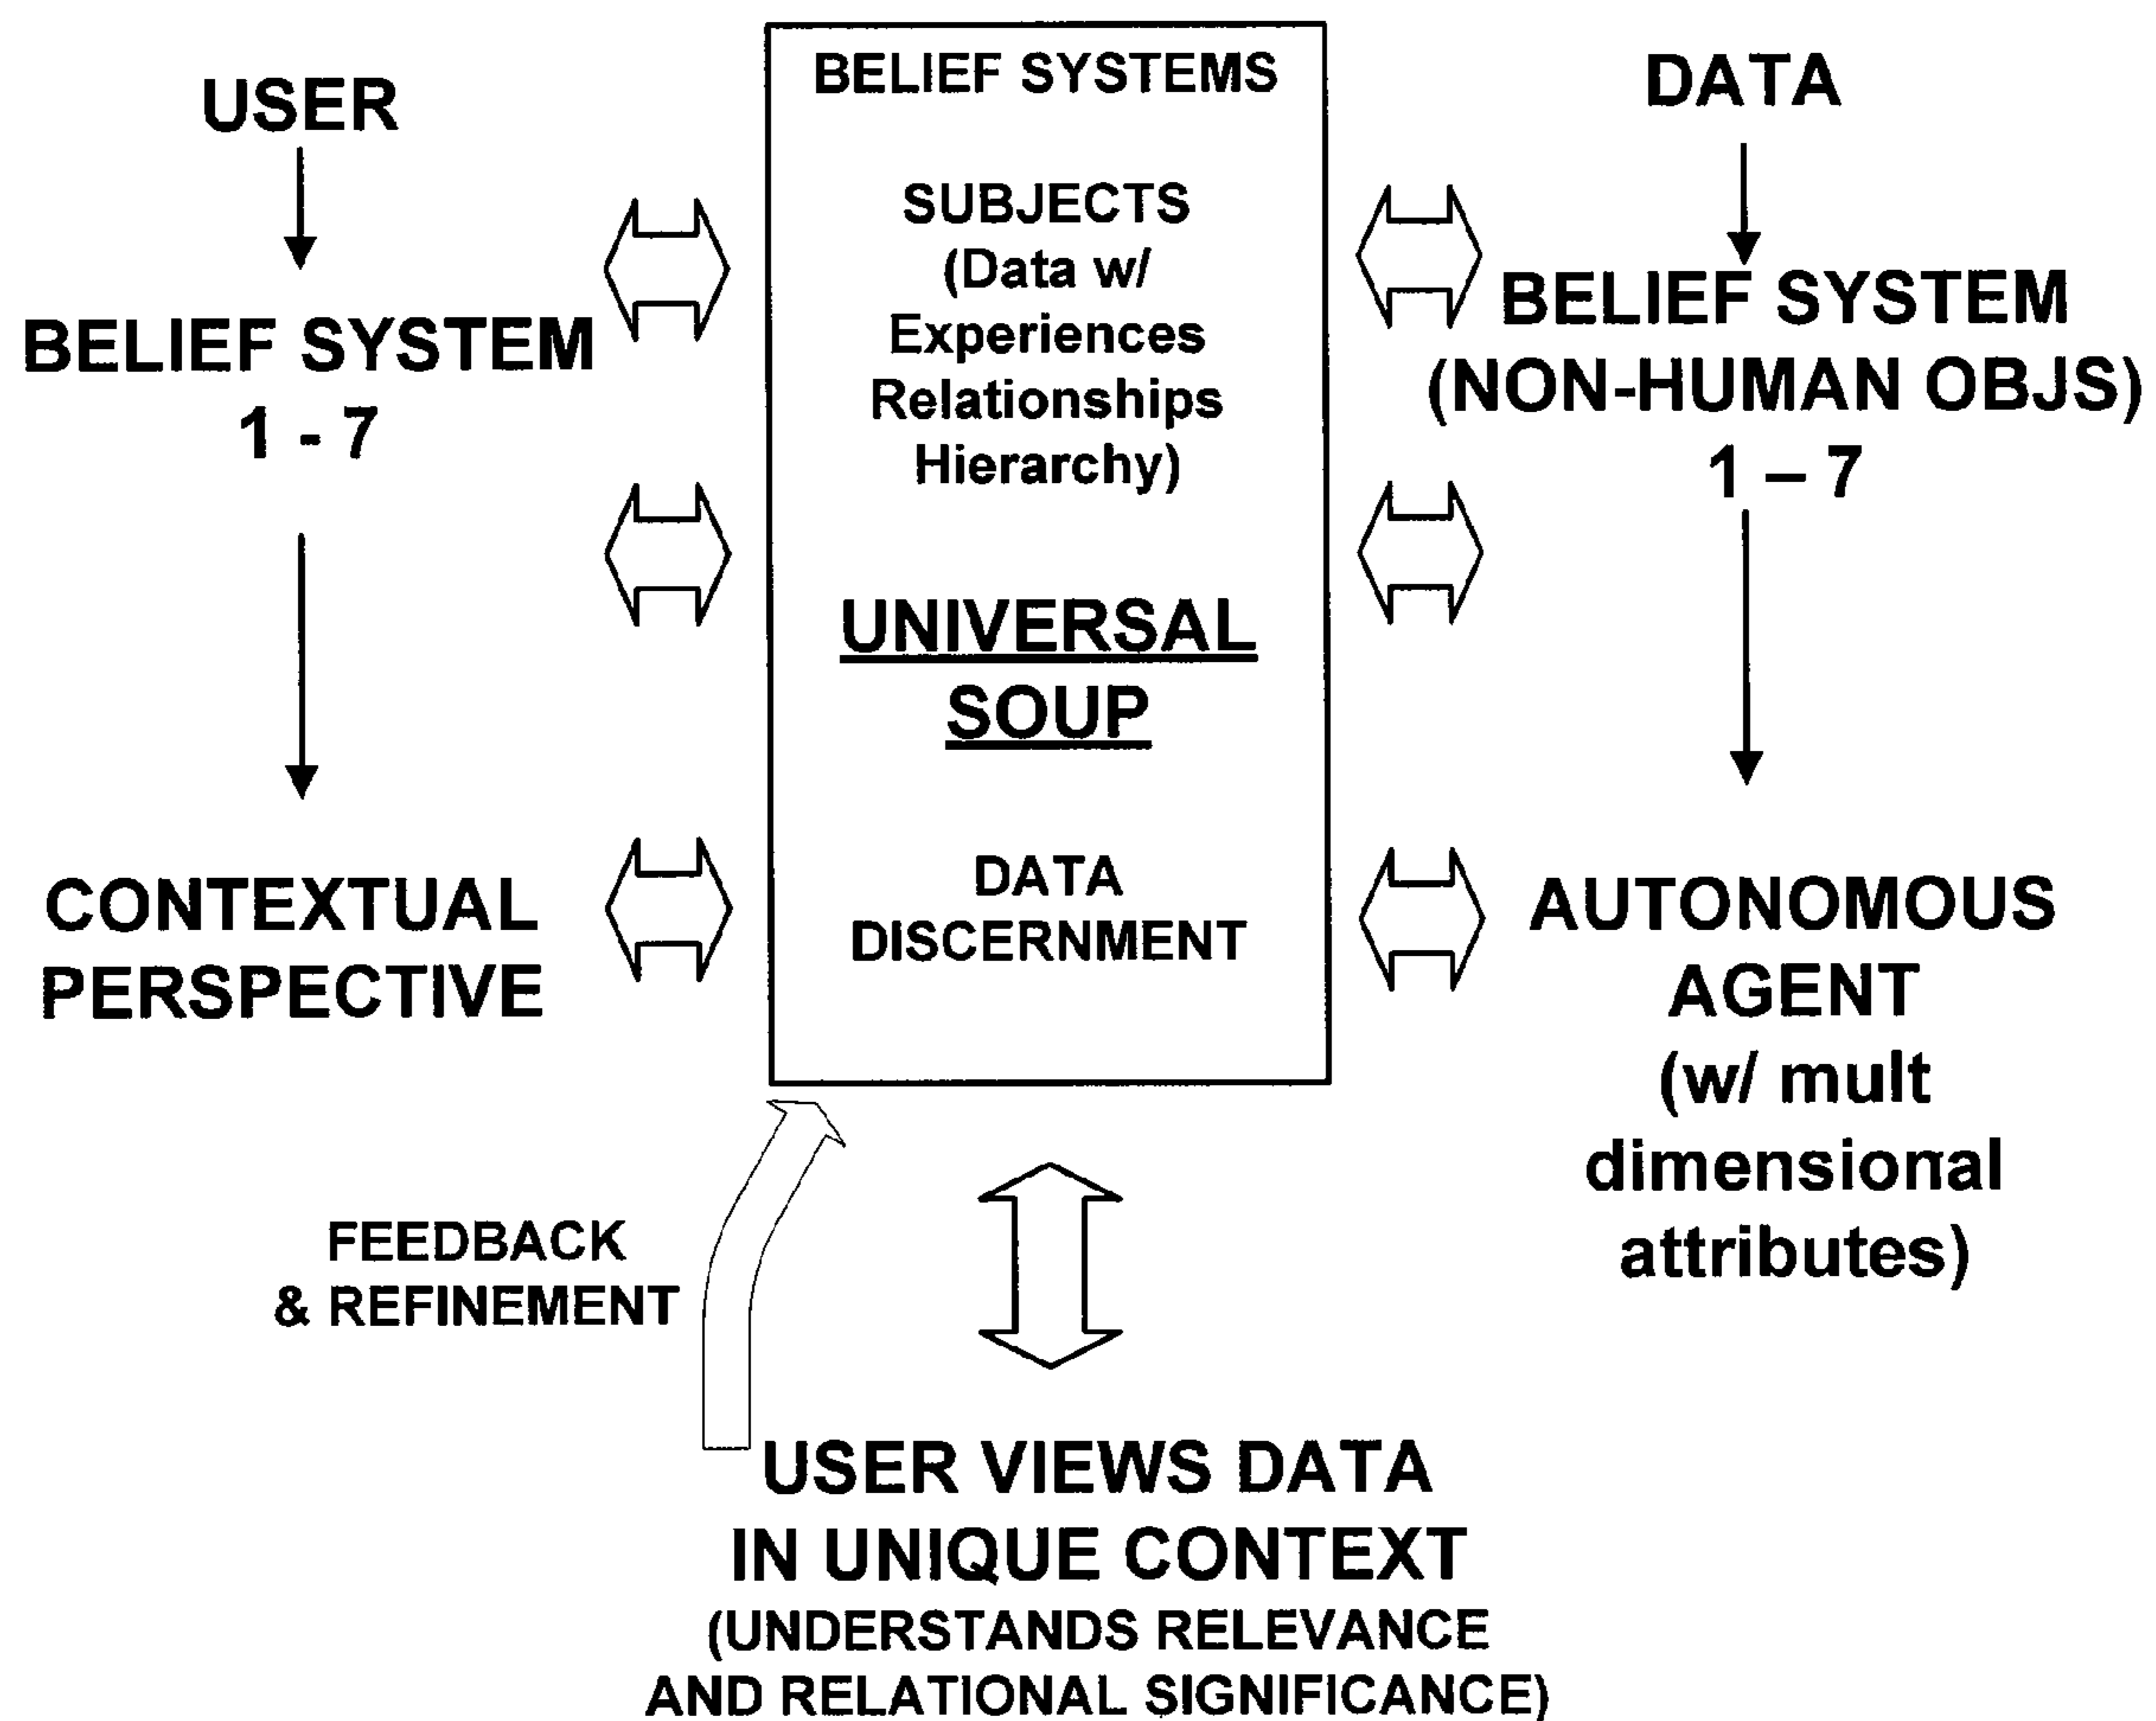 USER
BELIEF SYSTEM
1 - 7
CONTEXTUAL
PERSPECTIVE
BELIEF SYSTEMS
SUBJECTS
(Data w/
Experiences
Relationships
Hierarchy)
UNIVERSAL
SOUP
DATA
DISCERNMENT
DATA
BELIEF SYSTEM
(NON-HUMAN OBJS)
1 – 7
AUTONOMOUS
AGENT
(w/ mult
dimensional
attributes)
FEEDBACK
& REFINEMENT
USER VIEWS DATA
IN UNIQUE CONTEXT
(UNDERSTANDS RELEVANCE
AND RELATIONAL SIGNIFICANCE)